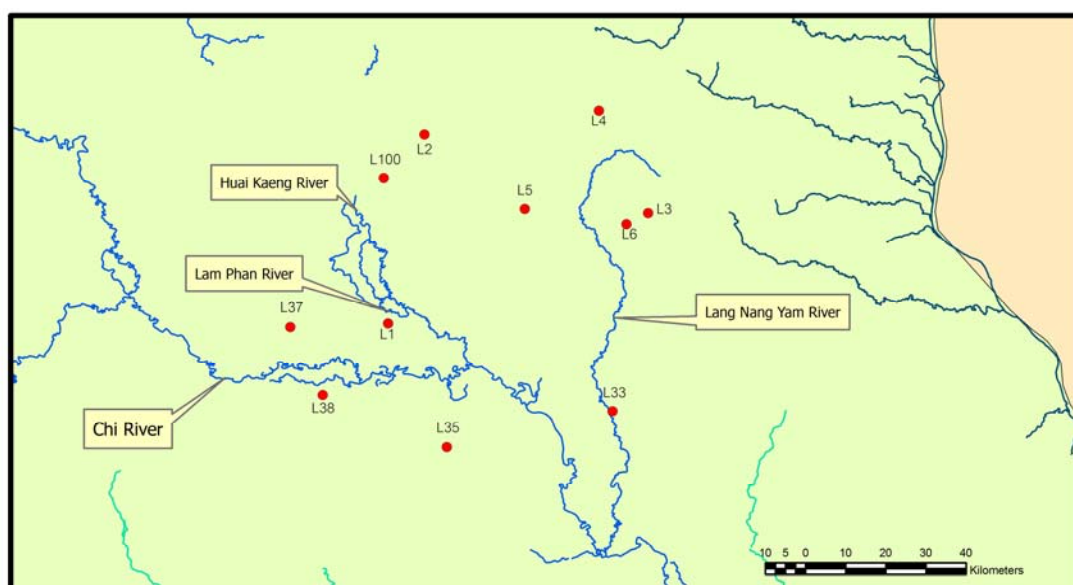 L4
L2
L100
Huai Kaeng River
L5
L3
L6
Lam Phan River
L37
L1
Lang Nang Yam River
L33
L38
Chi River
L35
10 5 0 10 20 30 40
Kilometers